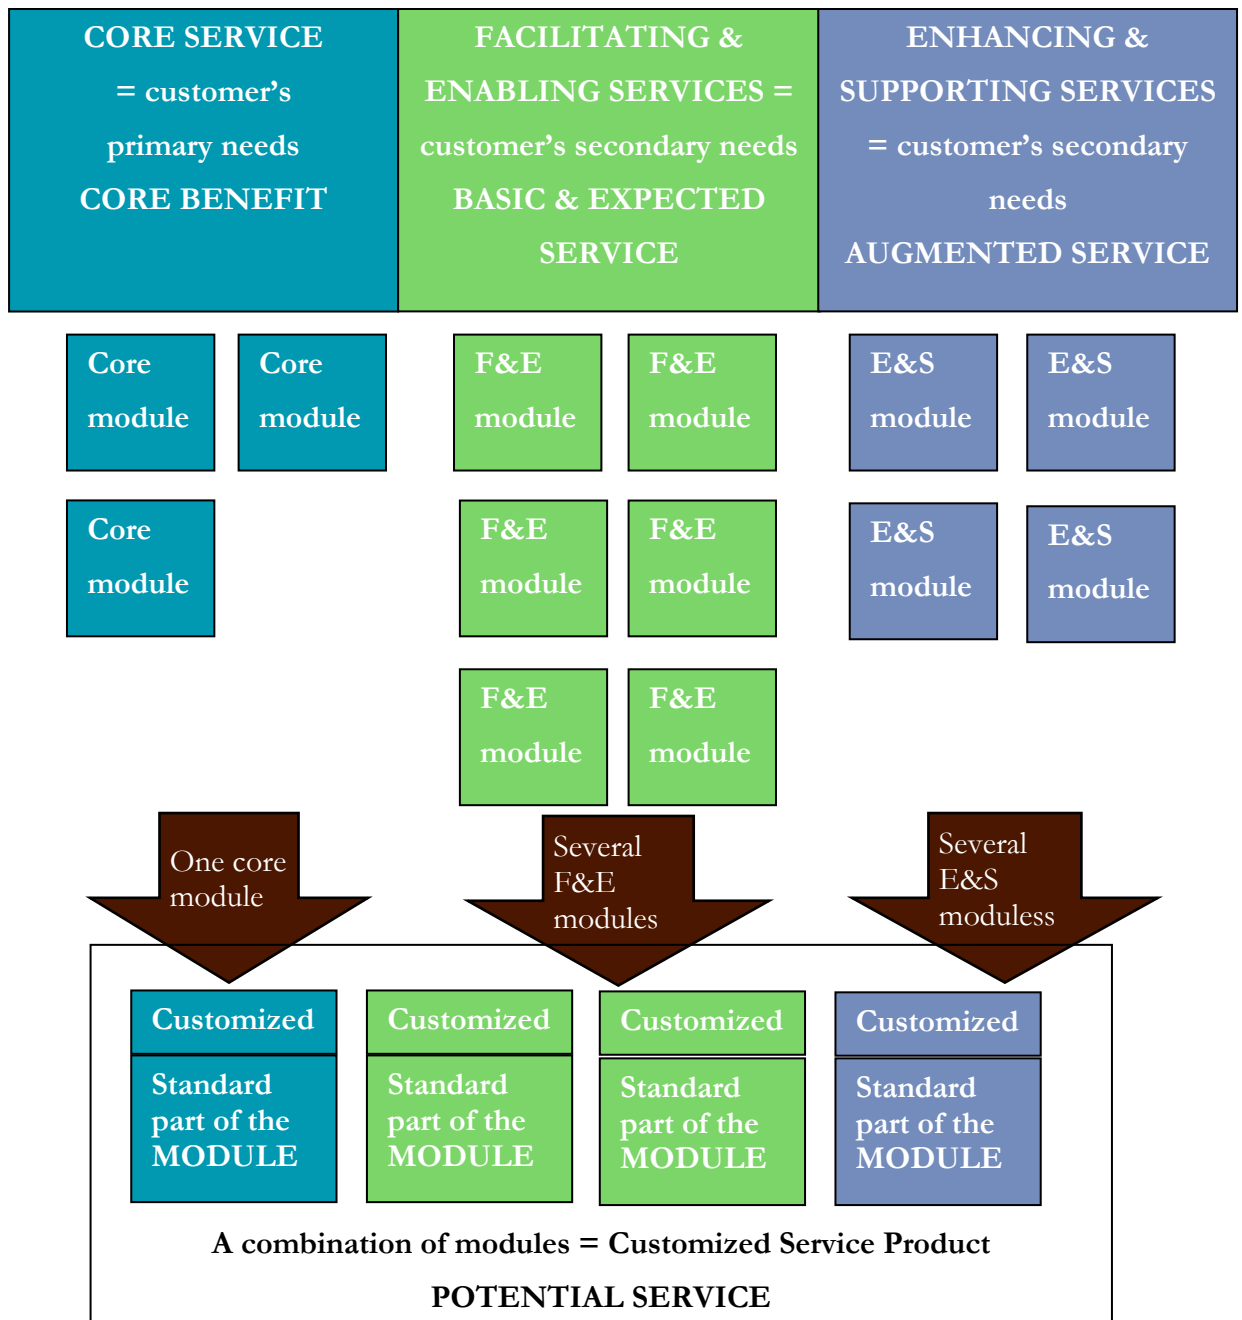 CORE SERVICE
= customer's
primary needs
CORE BENEFIT
FACILITATING &
ENABLING SERVICES =
customer's secondary needs
BASIC & EXPECTED
SERVICE
ENHANCING &
SUPPORTING SERVICES
= customer's secondary
needs
AUGMENTED SERVICE
Core
module
Core
module
F&E
module
F&E
module
E&S
module
E&S
module
Core
module
F&E
module
F&E
module
E&S
module
E&S
module
F&E
module
F&E
module
One core
module
Several
F&E
modules
Several
E&S
moduless
Customized
Standard
part of the
MODULE
Customized
Standard
part of the
MODULE
Customized
Standard
part of the
MODULE
Customized
Standard
part of the
MODULE
A combination of modules = Customized Service Product
POTENTIAL SERVICE